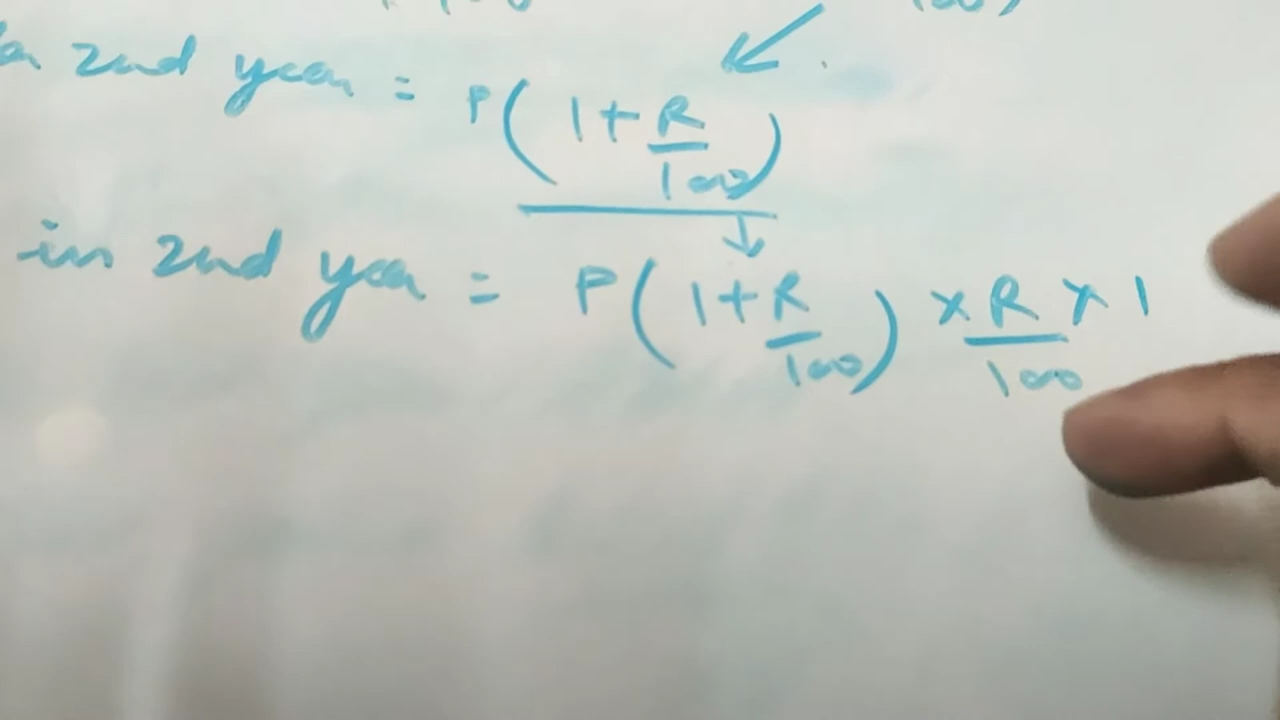 2nd year = P(1+R/100)
in 2nd year = P(1+R/100) × R/100 × 1